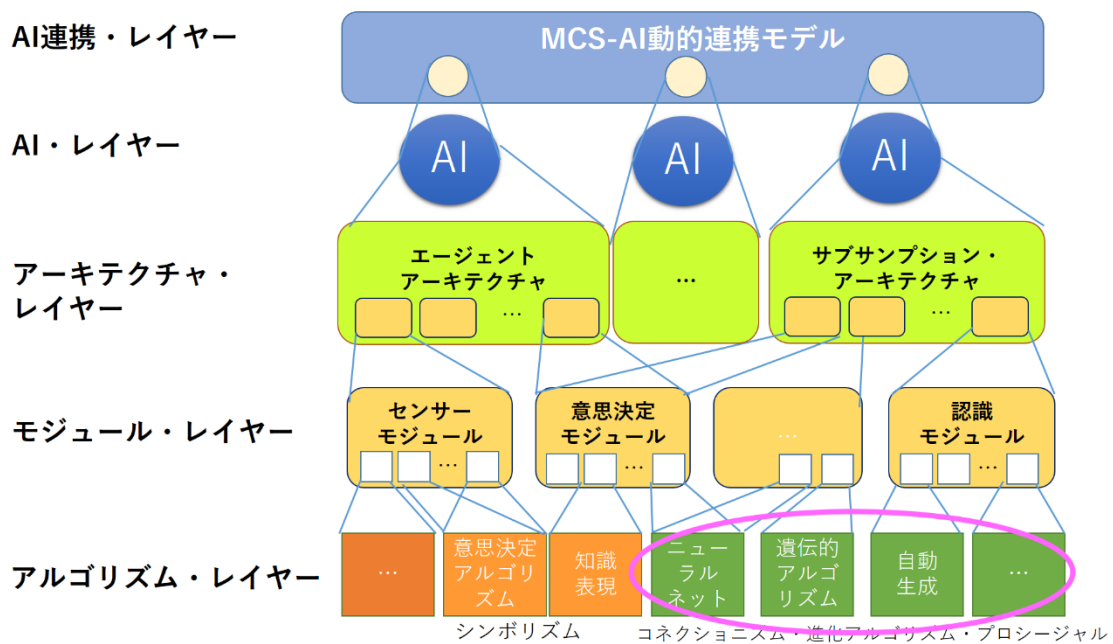 AI連携・レイヤー
MCS-AI動的連携モデル
AI・レイヤー
AI
AI
AI
アーキテクチャ・
レイヤー
エージェント
アーキテクチャ
…
…
サブサンプション・
アーキテクチャ
…
モジュール・レイヤー
センサー
モジュール
…
意思決定
モジュール
…
…
認識
モジュール
…
アルゴリズム・レイヤー
…
意思決定
アルゴリ
ズム
知識
表現
ニュー
ラル
ネット
遺伝的
アルゴ
リズム
自動
生成
…
シンボリズム
コネクショニズム・進化アルゴリズム・プロシージャル